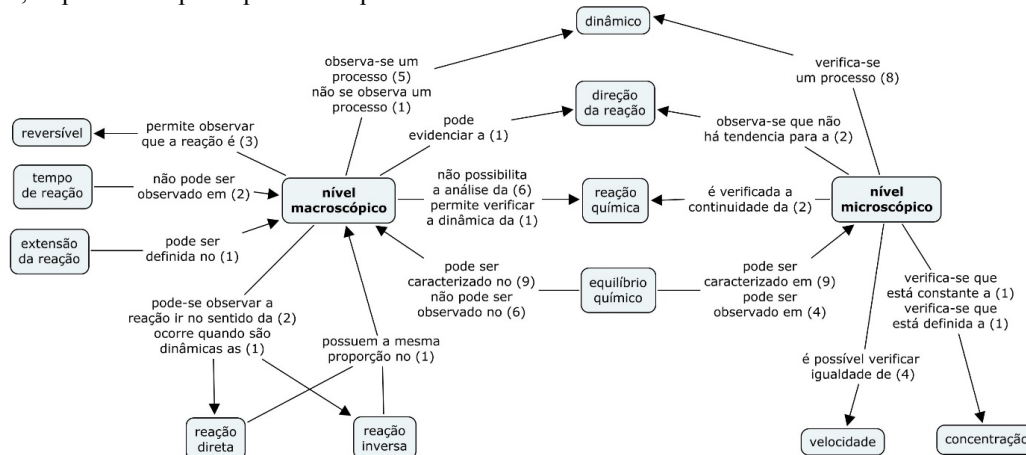 dinâmico
observa-se um
processo (5)
não se observa um
processo (1)
verifica-se
um processo (8)
direção
da reação
reversível
permite observar
que a reação é (3)
pode
evidenciar a (1)
observa-se que não
há tendencia para a (2)
tempo
de reação
não pode ser
observado em (2)
nível
macroscópico
não possibilita
a análise da (6)
permite verificar
a dinâmica da (1)
reação
química
é verificada a
continuidade da (2)
nível
microscópico
extensão
da reação
pode ser
definida no (1)
pode ser
caracterizado no (9)
não pode ser
observado no (6)
equilíbrio
químico
pode ser
caracterizado em (9)
pode ser
observado em (4)
verifica-se que
está constante a (1)
verifica-se que
está definida a (1)
pode-se observar a
reação ir no sentido da (2)
ocorre quando são
dinâmicas as (1)
possuem a mesma
proporção no (1)
é possível verificar
igualdade de (4)
reação
direta
reação
inversa
velocidade
concentração